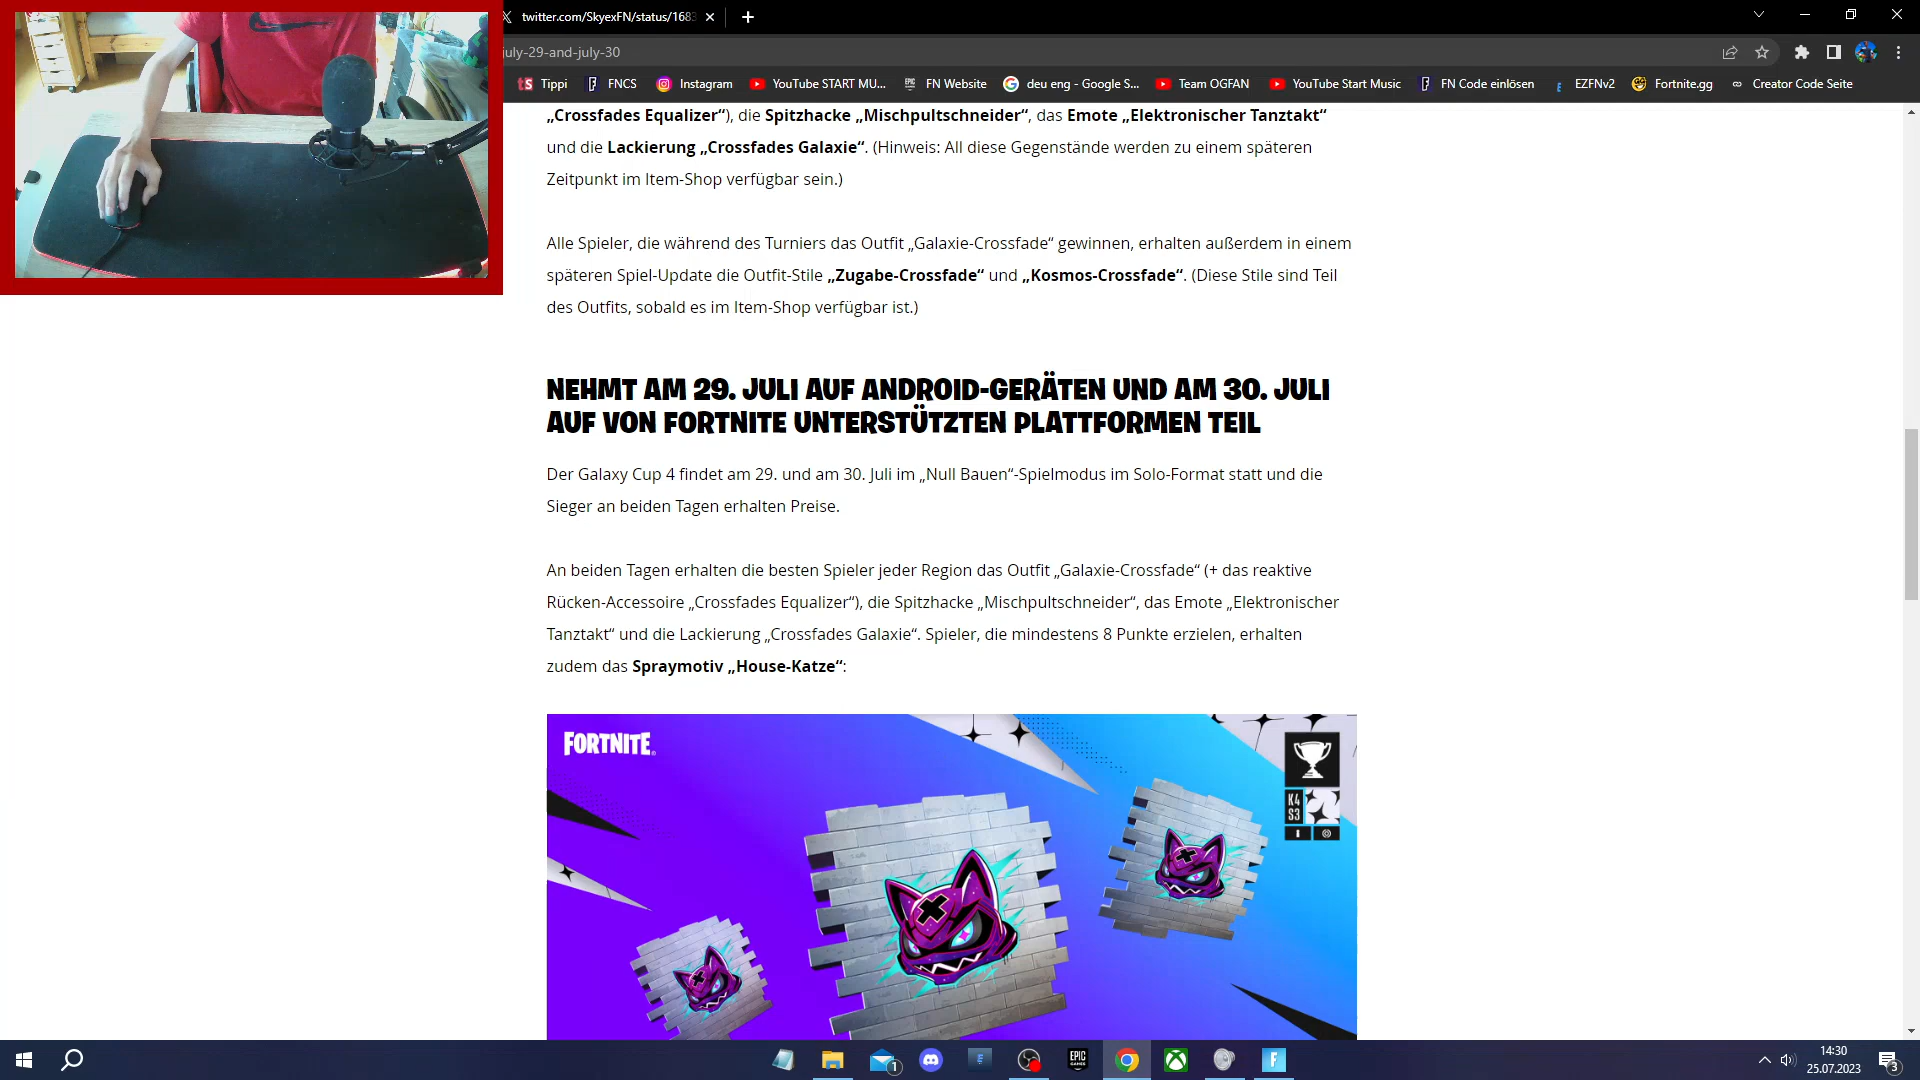 twitter.com/SkyexFN/status/1683
july-29-and-july-30
Tippi
FNCS
Instagram
YouTube START MU...
FN Website
deu eng - Google S...
Team OGFAN
YouTube Start Music
FN Code einlösen
EZFNv2
Fortnite.gg
Creator Code Seite
„Crossfades Equalizer“), die Spitzhacke „Mischpultschneider“, das Emote „Elektronischer Tanztakt“
und die Lackierung „Crossfades Galaxie“. (Hinweis: All diese Gegenstände werden zu einem späteren
Zeitpunkt im Item-Shop verfügbar sein.)
Alle Spieler, die während des Turniers das Outfit „Galaxie-Crossfade“ gewinnen, erhalten außerdem in einem
späteren Spiel-Update die Outfit-Stile „Zugabe-Crossfade“ und „Kosmos-Crossfade“. (Diese Stile sind Teil
des Outfits, sobald es im Item-Shop verfügbar ist.)
NEHMT AM 29. JULI AUF ANDROID-GERÄTEN UND AM 30. JULI
AUF VON FORTNITE UNTERSTÜTZTEN PLATTFORMEN TEIL
Der Galaxy Cup 4 findet am 29. und am 30. Juli im „Null Bauen“-Spielmodus im Solo-Format statt und die
Sieger an beiden Tagen erhalten Preise.
An beiden Tagen erhalten die besten Spieler jeder Region das Outfit „Galaxie-Crossfade“ (+ das reaktive
Rücken-Accessoire „Crossfades Equalizer“), die Spitzhacke „Mischpultschneider“, das Emote „Elektronischer
Tanztakt“ und die Lackierung „Crossfades Galaxie“. Spieler, die mindestens 8 Punkte erzielen, erhalten
zudem das Spraymotiv „House-Katze“:
FORTNITE
K4
S3
EPIC
GAMES
1
14:30
25.07.2023
3